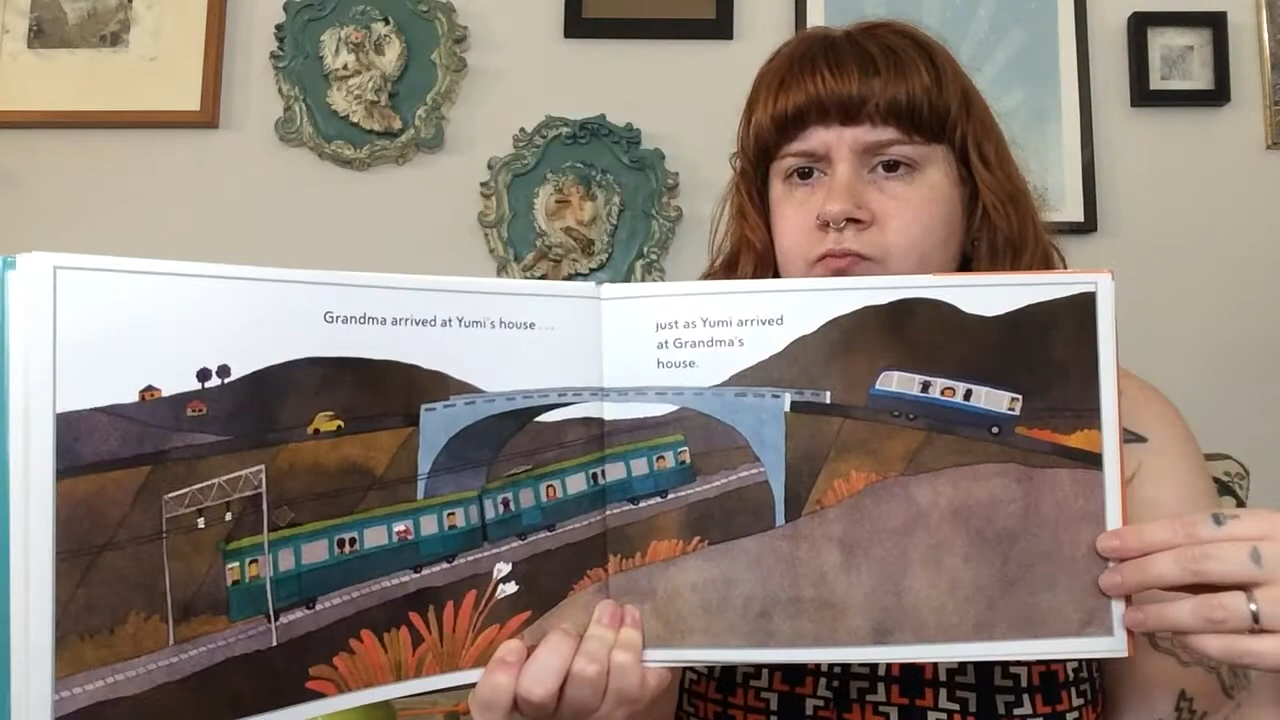 Grandma arrived at Yumi's house...
just as Yumi arrived
at Grandma's
house.